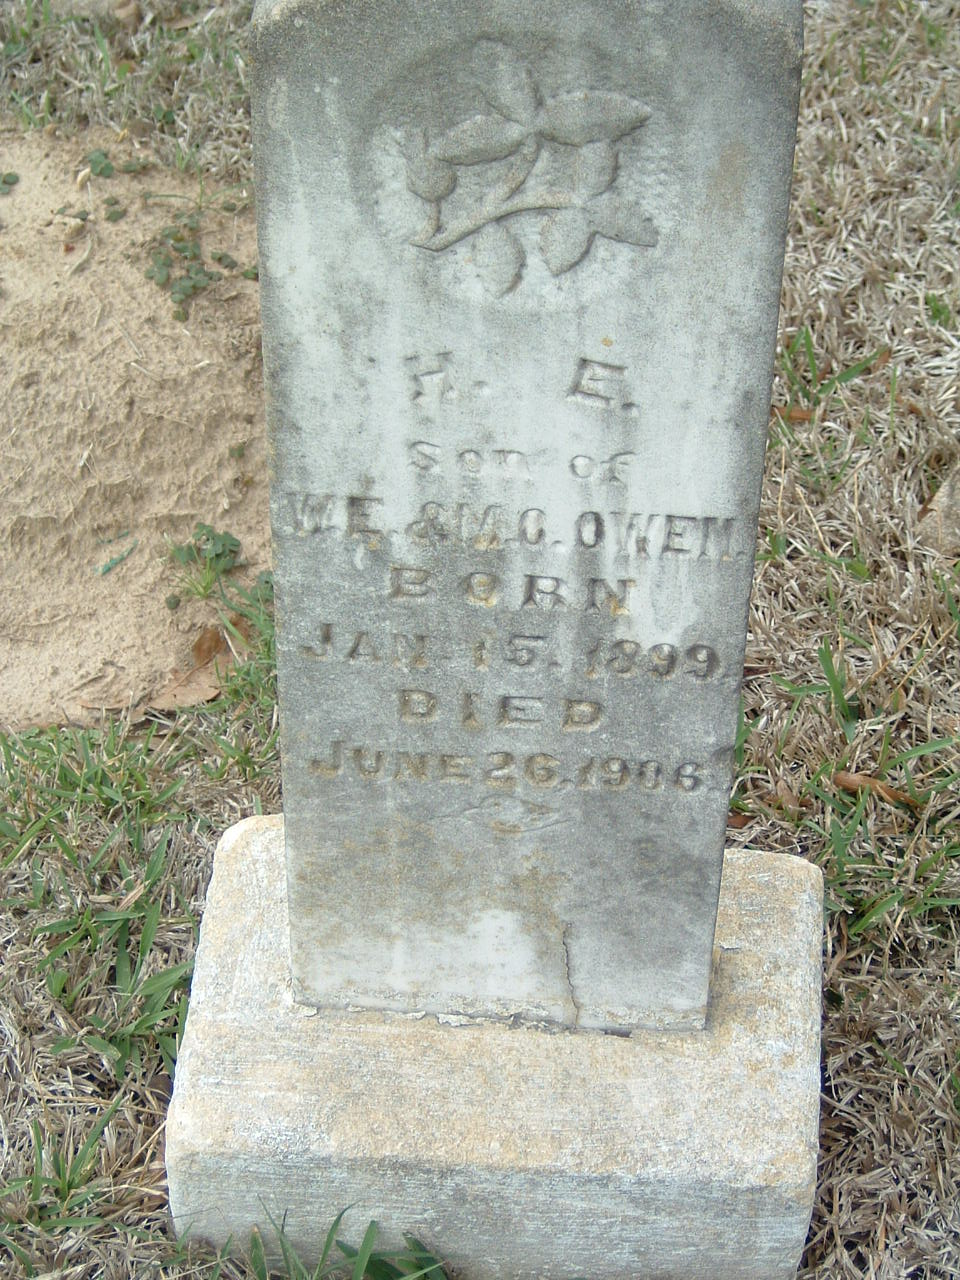 H. E.
Son of
W.E. & M.O. OWEN.
BORN
JAN. 15. 1899.
DIED
JUNE 26. 1906.